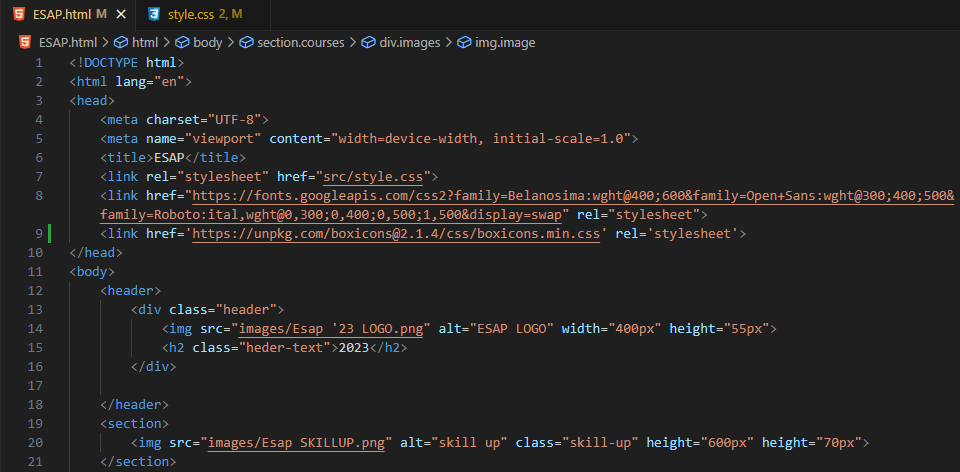 ESAP.html M × style.css 2, M
ESAP.html > html > body > section.courses > div.images > img.image
1 <!DOCTYPE html>
2 <html lang="en">
3 <head>
4 <meta charset="UTF-8">
5 <meta name="viewport" content="width=device-width, initial-scale=1.0">
6 <title>ESAP</title>
7 <link rel="stylesheet" href="src/style.css">
8 <link href="https://fonts.googleapis.com/css2?family=Belanosima:wght@400;600&family=Open+Sans:wght@300;400;500&
family=Roboto:ital,wght@0,300;0,400;0,500;1,500&display=swap" rel="stylesheet">
9 <link href='https://unpkg.com/boxicons@2.1.4/css/boxicons.min.css' rel='stylesheet'>
10 </head>
11 <body>
12 <header>
13 <div class="header">
14 <img src="images/Esap '23 LOGO.png" alt="ESAP LOGO" width="400px" height="55px">
15 <h2 class="heder-text">2023</h2>
16 </div>
17
18 </header>
19 <section>
20 <img src="images/Esap SKILLUP.png" alt="skill up" class="skill-up" height="600px" height="70px">
21 </section>